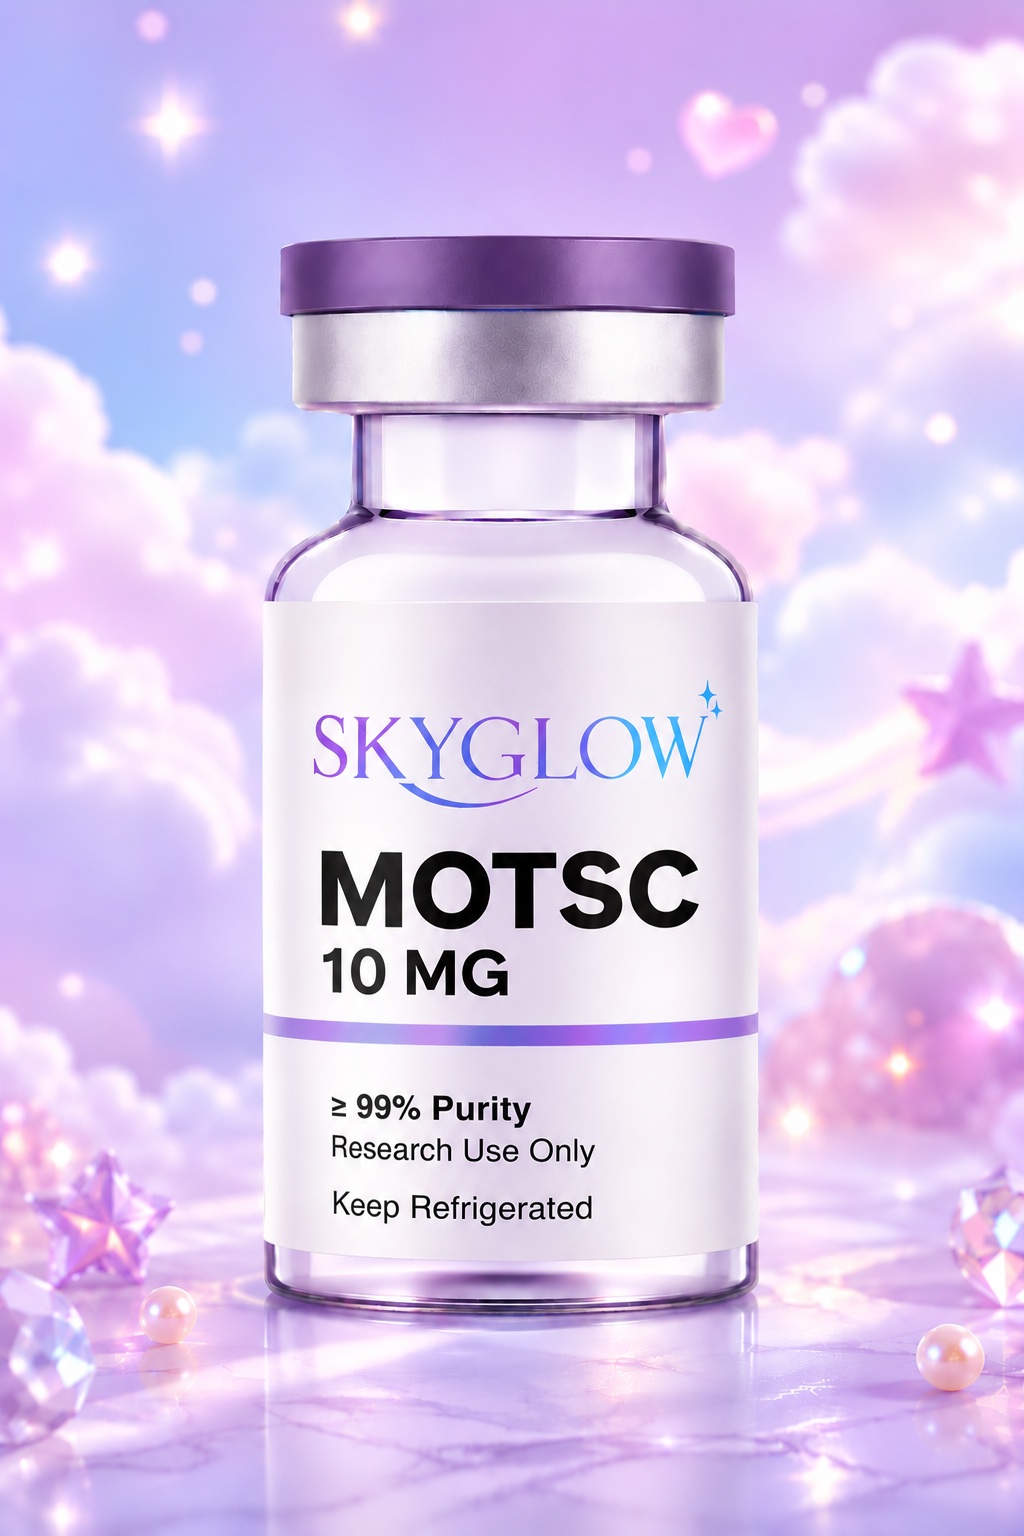 SKYGLOW
MOTSC
10 MG
≥ 99% Purity
Research Use Only
Keep Refrigerated